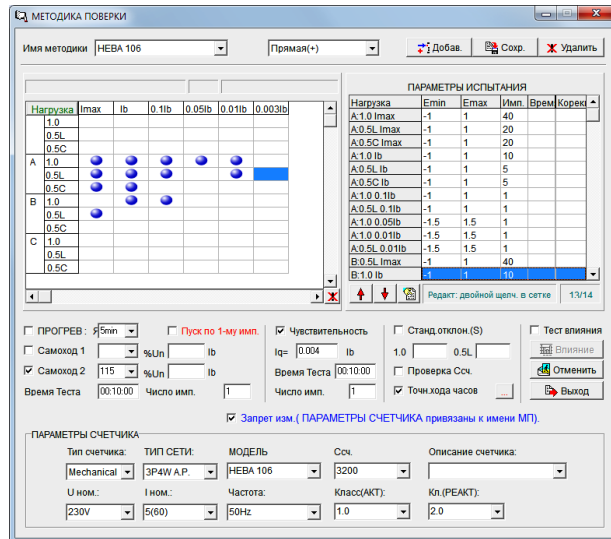 МЕТОДИКА ПОВЕРКИ
Имя методики НЕВА 106 Прямая(+) Добав. Сохр. Удалить
ПАРАМЕТРЫ ИСПЫТАНИЯ
Нагрузка Imax Ib 0.1Ib 0.05Ib 0.01Ib 0.003Ib
1.0
0.5L
0.5C
A 1.0
0.5L
0.5C
B 1.0
0.5L
0.5C
C 1.0
0.5L
0.5C
Нагрузка Emin Emax Имп. Врем Корек
A:1.0 Imax -1 1 40
A:0.5L Imax -1 1 20
A:0.5C Imax -1 1 20
A:1.0 Ib -1 1 10
A:0.5L Ib -1 1 5
A:0.5C Ib -1 1 5
A:1.0 0.1Ib -1 1 1
A:0.5L 0.1Ib -1 1 1
A:1.0 0.05Ib -1.5 1.5 1
A:1.0 0.01Ib -1.5 1.5 1
A:0.5L 0.01Ib -1.5 1.5 1
B:0.5L Imax -1 1 40
B:1.0 Ib -1 1 10
Редакт: двойной щелч. в сетке 13/14
ПРОГРЕВ : Я 5min Пуск по 1-му имп. Чувствительность Станд.отклон.(S) Тест влияния
Самоход 1 %Un Ib Iq= 0.004 Ib 1.0 0.5L Влияние
Самоход 2 115 %Un Ib Время Теста 00:10:00 Проверка Ссч. Отменить
Время Теста 00:10:00 Число имп. 1 Число имп. 1 Точн.хода часов ... Выход
Запрет изм.( ПАРАМЕТРЫ СЧЕТЧИКА привязаны к имени МП).
ПАРАМЕТРЫ СЧЕТЧИКА
Тип счетчика: ТИП СЕТИ: МОДЕЛЬ Ссч. Описание счетчика:
Mechanical 3P4W A.P. НЕВА 106 3200
U ном.: I ном.: Частота: Класс(АКТ): Кл.(РЕАКТ):
230V 5(60) 50Hz 1.0 2.0